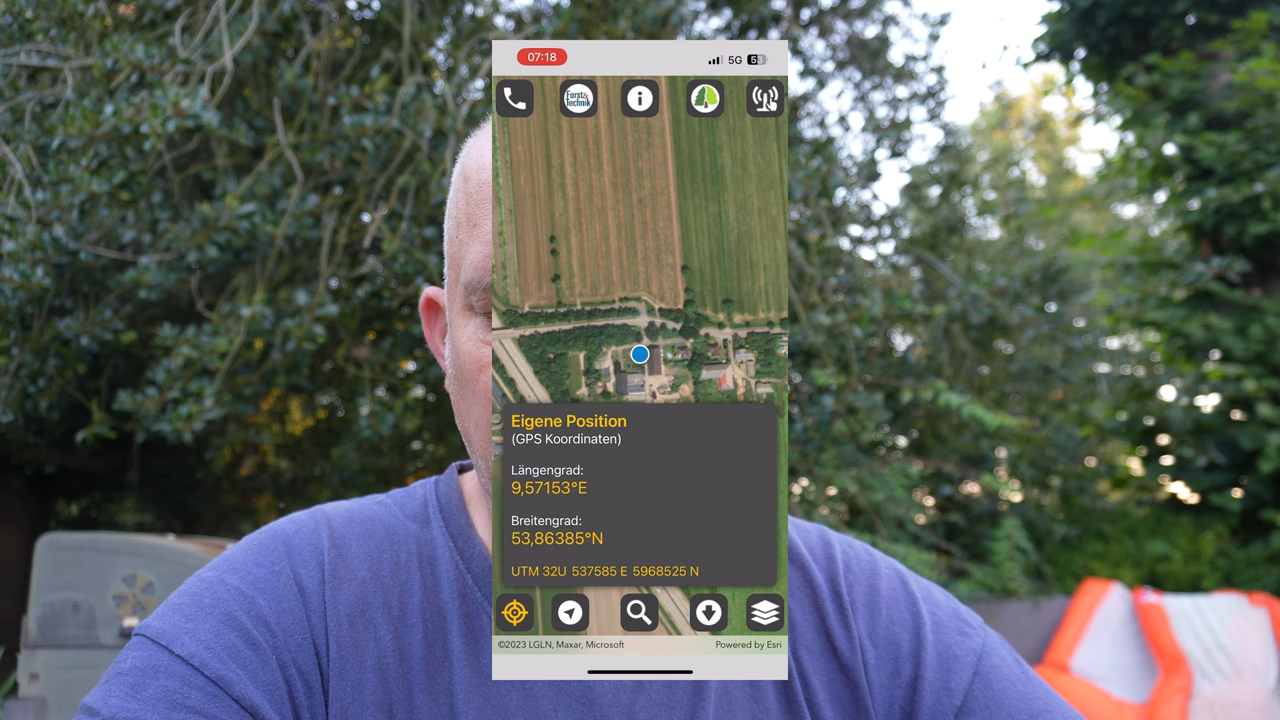 07:18
5G
Forst&
Technik
Eigene Position
(GPS Koordinaten)
Längengrad:
9,57153°E
Breitengrad:
53,86385°N
UTM 32U 537585 E 5968525 N
©2023 LGLN, Maxar, Microsoft
Powered by Esri